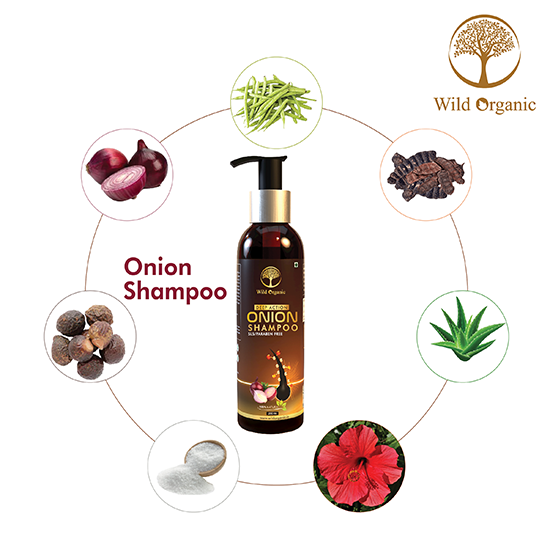 Wild Organic
Onion
Shampoo
Wild Organic
DEEP ACTION
ONION
SHAMPOO
SLS/PARABEN FREE